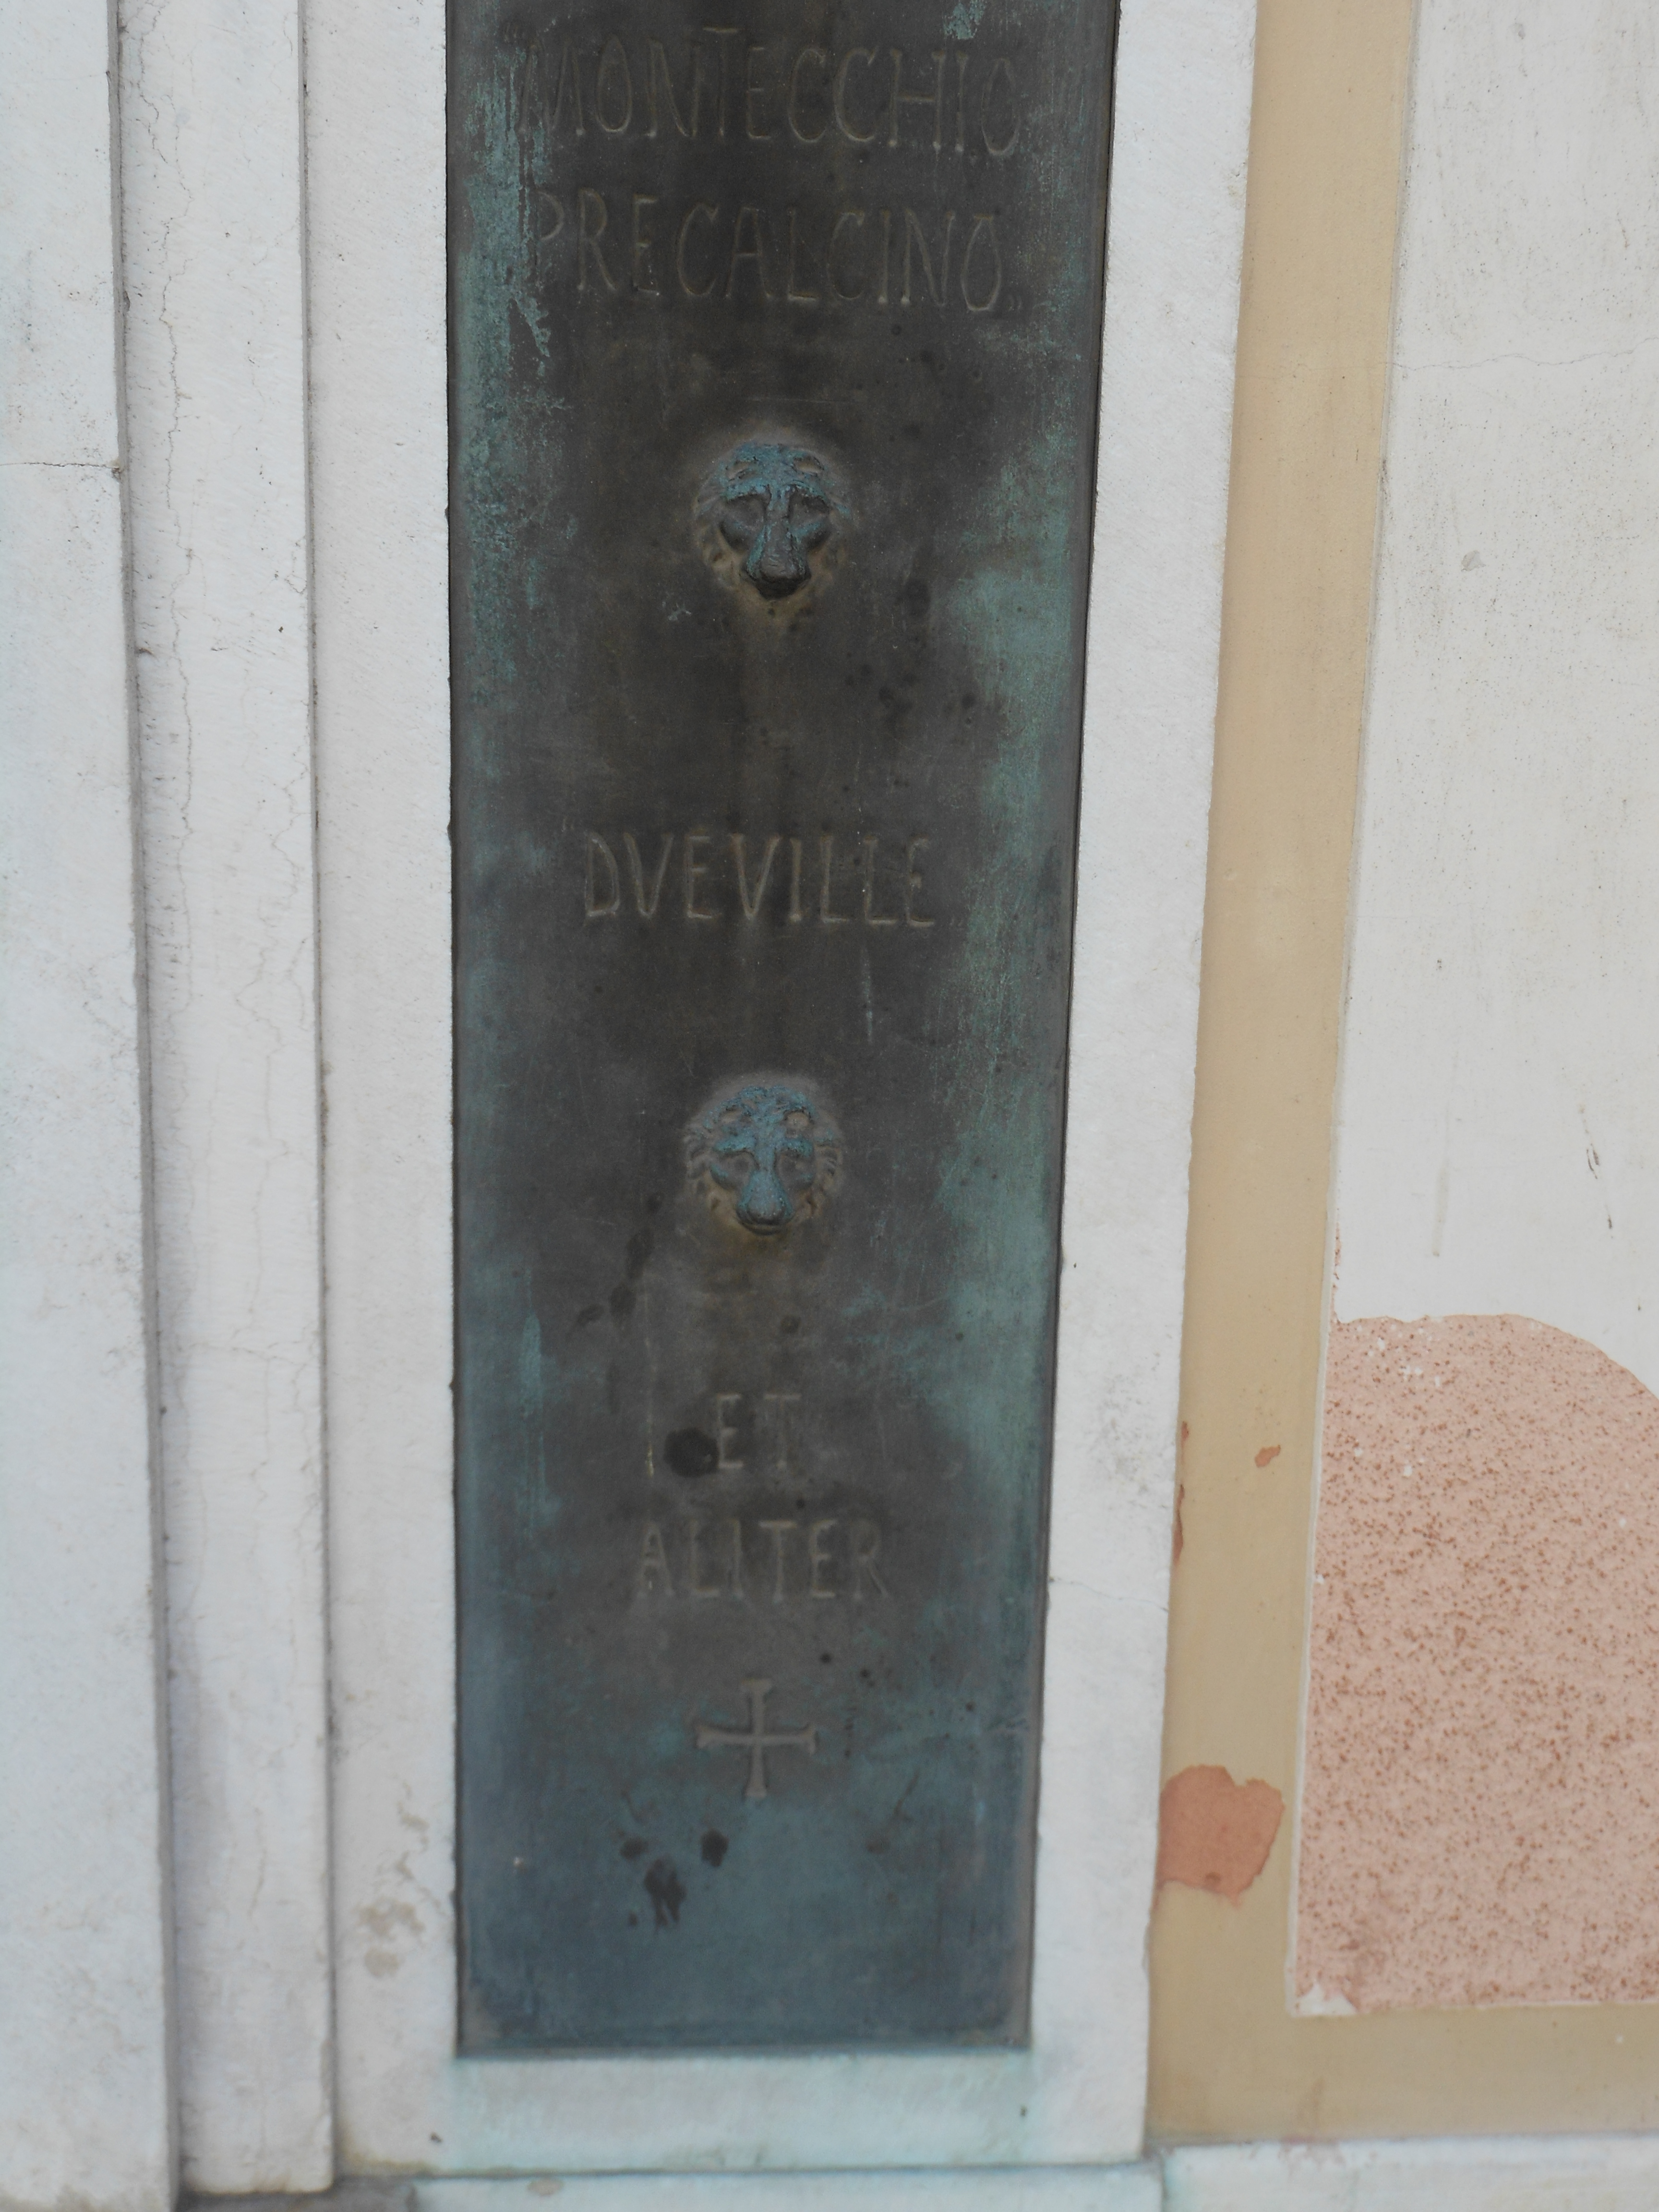 "MONTECCHIO
PRECALCINO"
"DVEVILLE
ET
ALITER